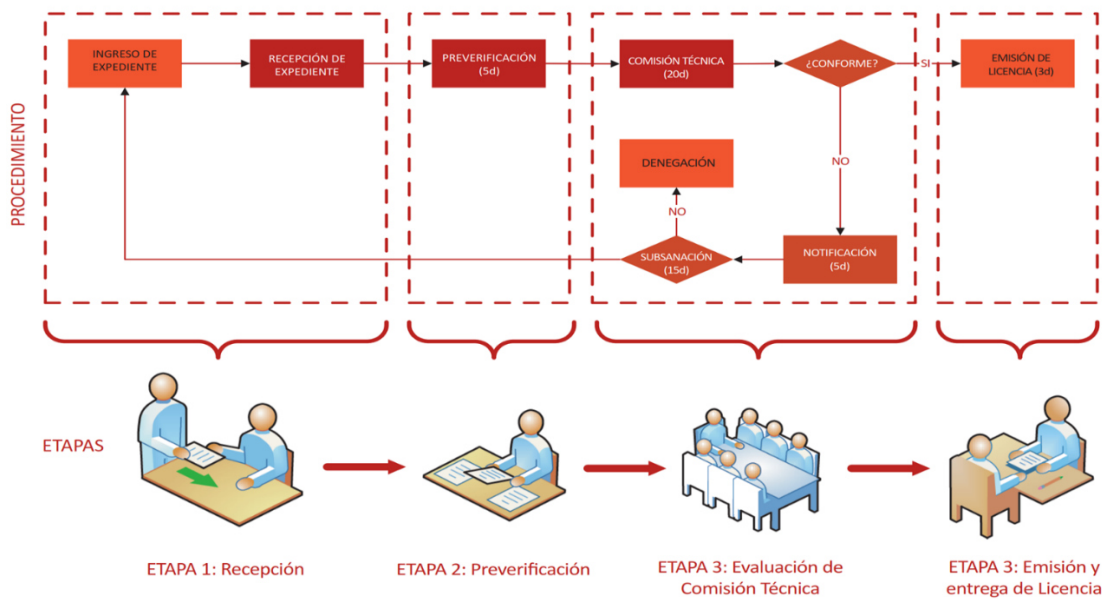 PROCEDIMIENTO
INGRESO DE
EXPEDIENTE
RECEPCIÓN DE
EXPEDIENTE
PREVERIFICACIÓN
(5d)
COMISIÓN TÉCNICA
(20d)
¿CONFORME?
SI
EMISIÓN DE
LICENCIA (3d)
NO
DENEGACIÓN
NO
SUBSANACIÓN
(15d)
NOTIFICACIÓN
(5d)
ETAPAS
ETAPA 1: Recepción
ETAPA 2: Preverificación
ETAPA 3: Evaluación de
Comisión Técnica
ETAPA 3: Emisión y
entrega de Licencia